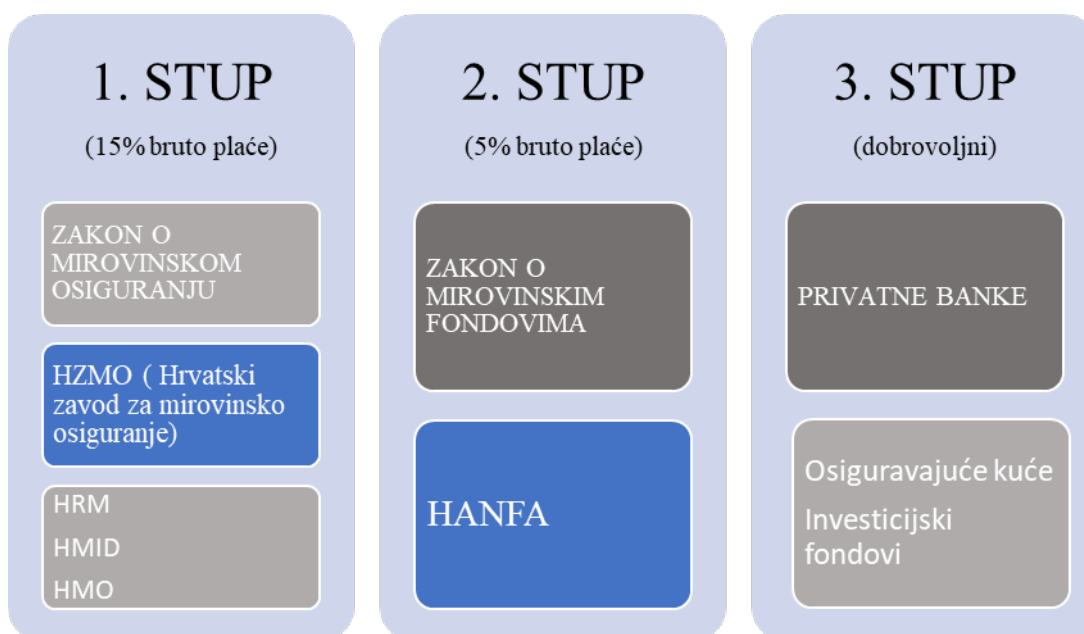 1. STUP
(15% bruto plaće)
ZAKON O
MIROVINSKOM
OSIGURANJU
HZMO ( Hrvatski
zavod za mirovinsko
osiguranje)
HRM
HMID
HMO
2. STUP
(5% bruto plaće)
ZAKON O
MIROVINSKIM
FONDOVIMA
HANFA
3. STUP
(dobrovoljni)
PRIVATNE BANKE
Osiguravajuće kuće
Investicijski
fondovi